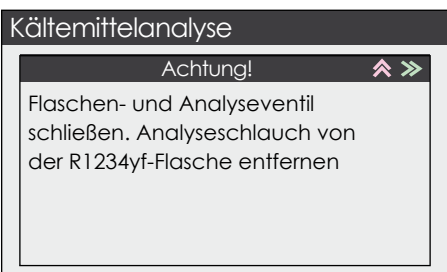 Kältemittelanalyse
Achtung!
Flaschen- und Analyseventil
schließen. Analyseschlauch von
der R1234yf-Flasche entfernen